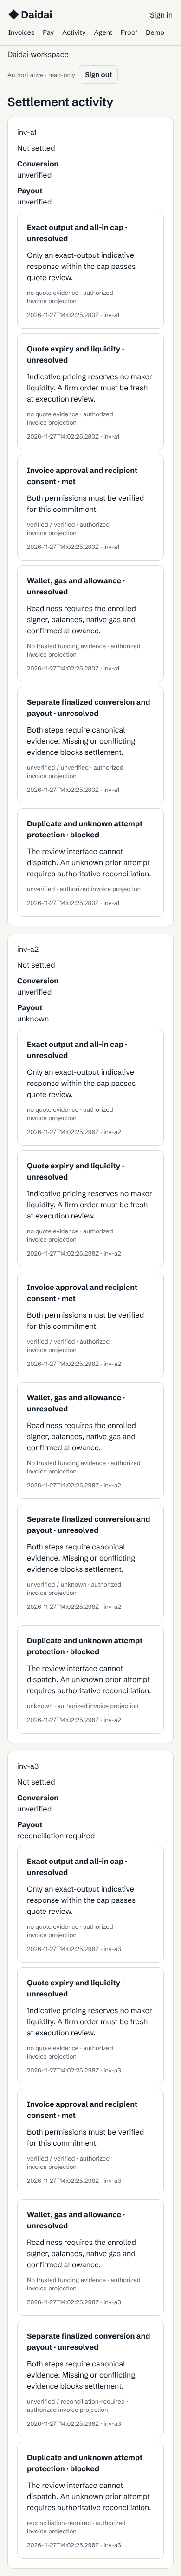 Daidai
Sign in
Invoices Pay Activity Agent Proof Demo
Daidai workspace
Authoritative · read-only
Sign out
Settlement activity
inv-a1
Not settled
Conversion
unverified
Payout
unverified
Exact output and all-in cap ·
unresolved
Only an exact-output indicative
response within the cap passes
quote review.
no quote evidence · authorized
invoice projection
2026-11-27T14:02:25.280Z · inv-a1
Quote expiry and liquidity ·
unresolved
Indicative pricing reserves no maker
liquidity. A firm order must be fresh
at execution review.
no quote evidence · authorized
invoice projection
2026-11-27T14:02:25.280Z · inv-a1
Invoice approval and recipient
consent · met
Both permissions must be verified
for this commitment.
verified / verified · authorized
invoice projection
2026-11-27T14:02:25.280Z · inv-a1
Wallet, gas and allowance ·
unresolved
Readiness requires the enrolled
signer, balances, native gas and
confirmed allowance.
No trusted funding evidence · authorized
invoice projection
2026-11-27T14:02:25.280Z · inv-a1
Separate finalized conversion and
payout · unresolved
Both steps require canonical
evidence. Missing or conflicting
evidence blocks settlement.
unverified / unverified · authorized
invoice projection
2026-11-27T14:02:25.280Z · inv-a1
Duplicate and unknown attempt
protection · blocked
The review interface cannot
dispatch. An unknown prior attempt
requires authoritative reconciliation.
unverified · authorized invoice projection
2026-11-27T14:02:25.280Z · inv-a1
inv-a2
Not settled
Conversion
unverified
Payout
unknown
Exact output and all-in cap ·
unresolved
Only an exact-output indicative
response within the cap passes
quote review.
no quote evidence · authorized
invoice projection
2026-11-27T14:02:25.298Z · inv-a2
Quote expiry and liquidity ·
unresolved
Indicative pricing reserves no maker
liquidity. A firm order must be fresh
at execution review.
no quote evidence · authorized
invoice projection
2026-11-27T14:02:25.298Z · inv-a2
Invoice approval and recipient
consent · met
Both permissions must be verified
for this commitment.
verified / verified · authorized
invoice projection
2026-11-27T14:02:25.298Z · inv-a2
Wallet, gas and allowance ·
unresolved
Readiness requires the enrolled
signer, balances, native gas and
confirmed allowance.
No trusted funding evidence · authorized
invoice projection
2026-11-27T14:02:25.298Z · inv-a2
Separate finalized conversion and
payout · unresolved
Both steps require canonical
evidence. Missing or conflicting
evidence blocks settlement.
unverified / unknown · authorized
invoice projection
2026-11-27T14:02:25.298Z · inv-a2
Duplicate and unknown attempt
protection · blocked
The review interface cannot
dispatch. An unknown prior attempt
requires authoritative reconciliation.
unknown · authorized invoice projection
2026-11-27T14:02:25.298Z · inv-a2
inv-a3
Not settled
Conversion
unverified
Payout
reconciliation required
Exact output and all-in cap ·
unresolved
Only an exact-output indicative
response within the cap passes
quote review.
no quote evidence · authorized
invoice projection
2026-11-27T14:02:25.298Z · inv-a3
Quote expiry and liquidity ·
unresolved
Indicative pricing reserves no maker
liquidity. A firm order must be fresh
at execution review.
no quote evidence · authorized
invoice projection
2026-11-27T14:02:25.298Z · inv-a3
Invoice approval and recipient
consent · met
Both permissions must be verified
for this commitment.
verified / verified · authorized
invoice projection
2026-11-27T14:02:25.298Z · inv-a3
Wallet, gas and allowance ·
unresolved
Readiness requires the enrolled
signer, balances, native gas and
confirmed allowance.
No trusted funding evidence · authorized
invoice projection
2026-11-27T14:02:25.298Z · inv-a3
Separate finalized conversion and
payout · unresolved
Both steps require canonical
evidence. Missing or conflicting
evidence blocks settlement.
unverified / reconciliation-required ·
authorized invoice projection
2026-11-27T14:02:25.298Z · inv-a3
Duplicate and unknown attempt
protection · blocked
The review interface cannot
dispatch. An unknown prior attempt
requires authoritative reconciliation.
reconciliation-required · authorized
invoice projection
2026-11-27T14:02:25.298Z · inv-a3